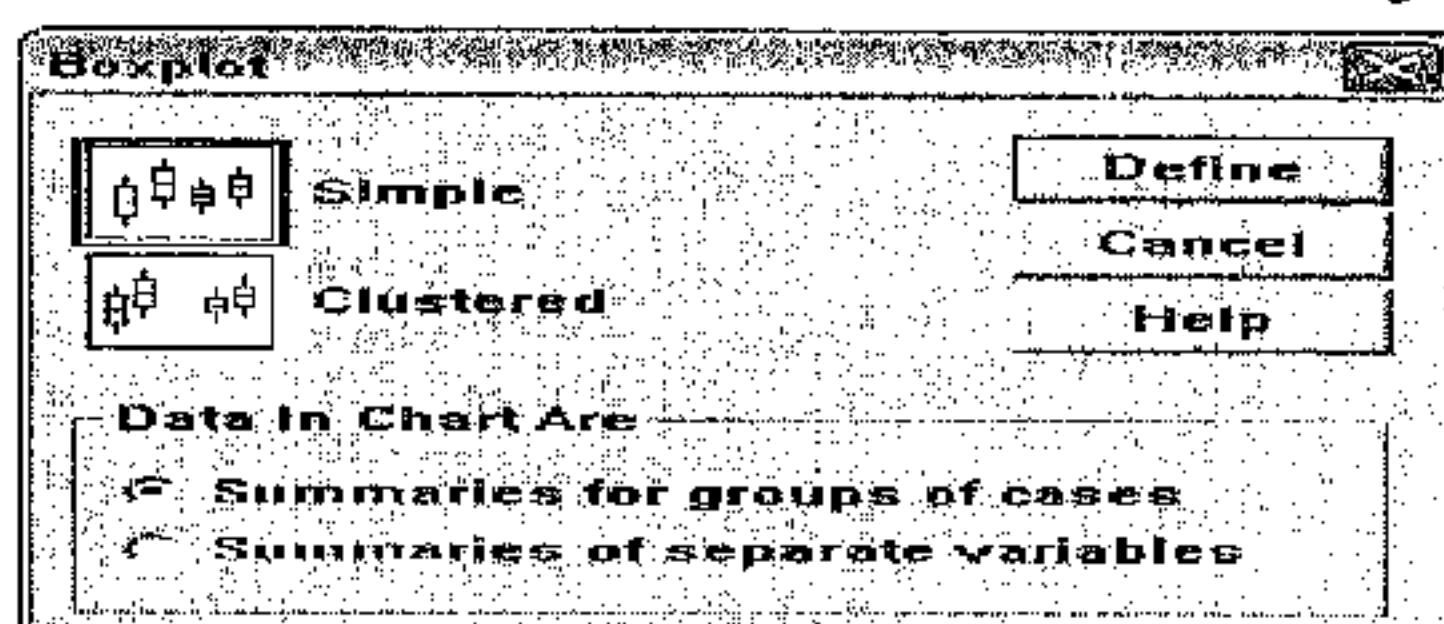 Boxplot
Simple
Define
Cancel
Clustered
Help
Data In Chart Are
Summaries for groups of cases
Summaries of separate variables